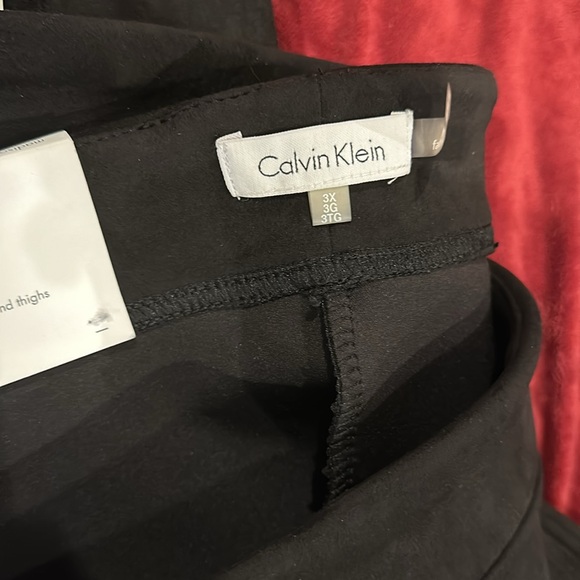 Calvin Klein
3X
3G
3TG
nd thighs